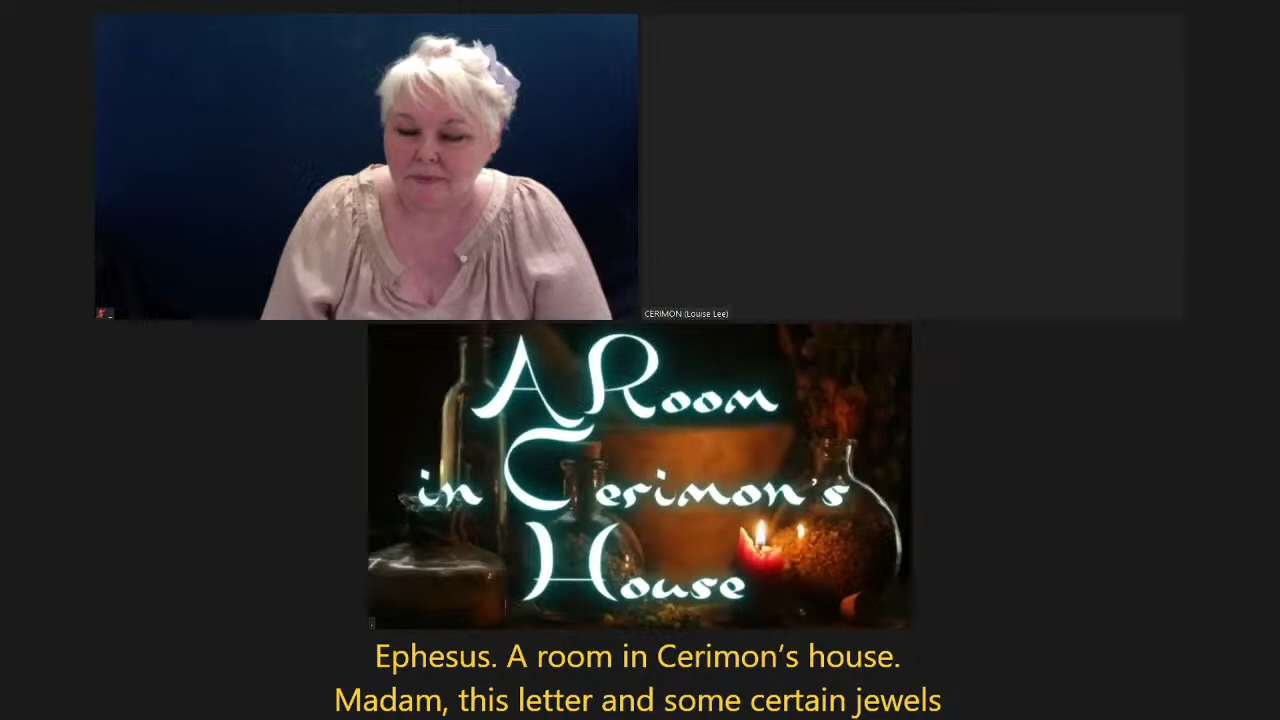 CERIMON (Louise Lee)
A Room
in Cerimon's
House
Ephesus. A room in Cerimon’s house.
Madam, this letter and some certain jewels